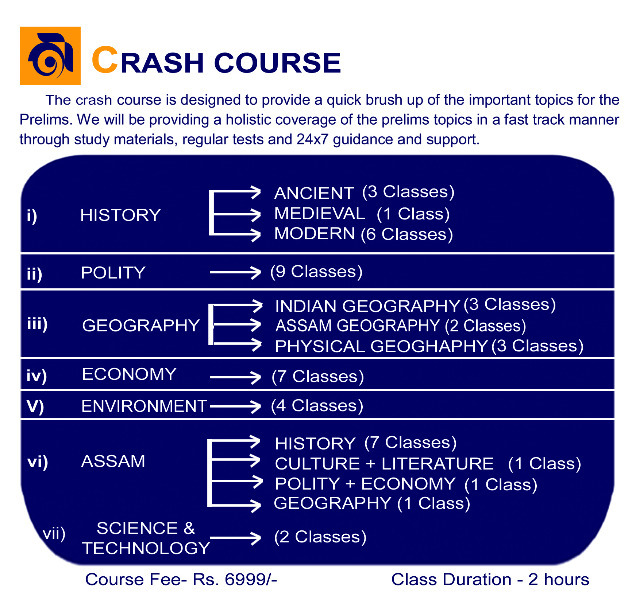 CRASH COURSE
The crash course is designed to provide a quick brush up of the important topics for the
Prelims. We will be providing a holistic coverage of the prelims topics in a fast track manner
through study materials, regular tests and 24x7 guidance and support.
i) HISTORY
ANCIENT (3 Classes)
MEDIEVAL (1 Class)
MODERN (6 Classes)
ii) POLITY (9 Classes)
iii) GEOGRAPHY
INDIAN GEOGRAPHY (3 Classes)
ASSAM GEOGRAPHY (2 Classes)
PHYSICAL GEOGHAPHY (3 Classes)
iv) ECONOMY (7 Classes)
V) ENVIRONMENT (4 Classes)
vi) ASSAM
HISTORY (7 Classes)
CULTURE + LITERATURE (1 Class)
POLITY + ECONOMY (1 Class)
GEOGRAPHY (1 Class)
vii) SCIENCE &
TECHNOLOGY (2 Classes)
Course Fee- Rs. 6999/- Class Duration - 2 hours